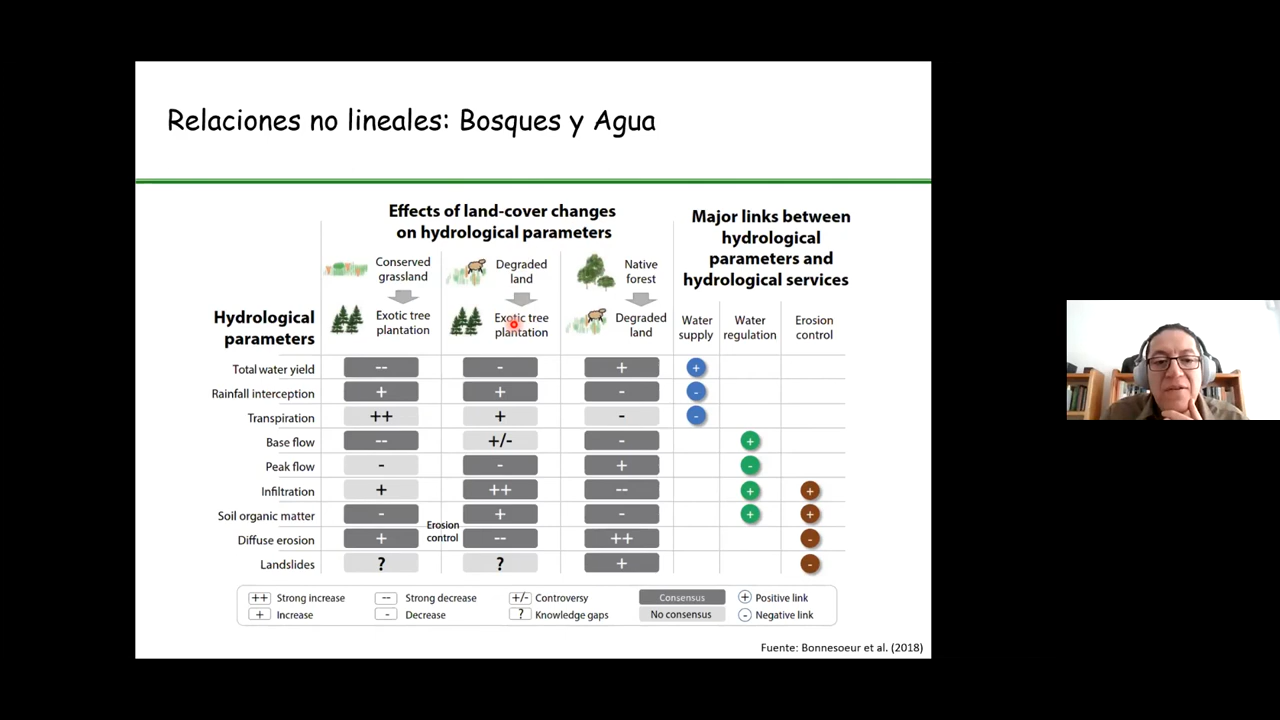 Relaciones no lineales: Bosques y Agua
Effects of land-cover changes
on hydrological parameters
Major links between
hydrological
parameters and
hydrological services
Conserved
grassland
Exotic tree
plantation
Degraded
land
Exotic tree
plantation
Native
forest
Degraded
land
Hydrological
parameters
Water
supply
Water
regulation
Erosion
control
Total water yield -- - + +
Rainfall interception + + - -
Transpiration ++ + - -
Base flow -- +/- - +
Peak flow - - + -
Infiltration + ++ -- + +
Soil organic matter - + - + +
Erosion
control
Diffuse erosion + -- ++ -
Landslides ? ? + -
++ Strong increase -- Strong decrease +/- Controversy Consensus + Positive link
+ Increase - Decrease ? Knowledge gaps No consensus - Negative link
Fuente: Bonnesoeur et al. (2018)